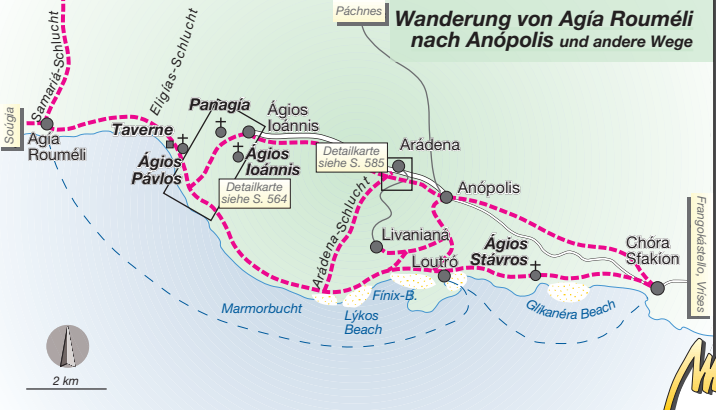 Páchnes
Wanderung von Agía Rouméli
nach Anópolis und andere Wege
Samariá-Schlucht
Eligías-Schlucht
Soúgia
Agía
Rouméli
Taverne
Panagía
Ágios
Ioánnis
Ágios
Pávlos
Ágios
Ioánnis
Detailkarte
siehe S. 564
Detailkarte
siehe S. 585
Arádena
Anópolis
Arádena-Schlucht
Livanianá
Loutró
Ágios
Stávros
Chóra
Sfakíon
Frangokástello, Vríses
Marmorbucht
Lýkos
Beach
Fínix-B.
Glikanéra Beach
2 km